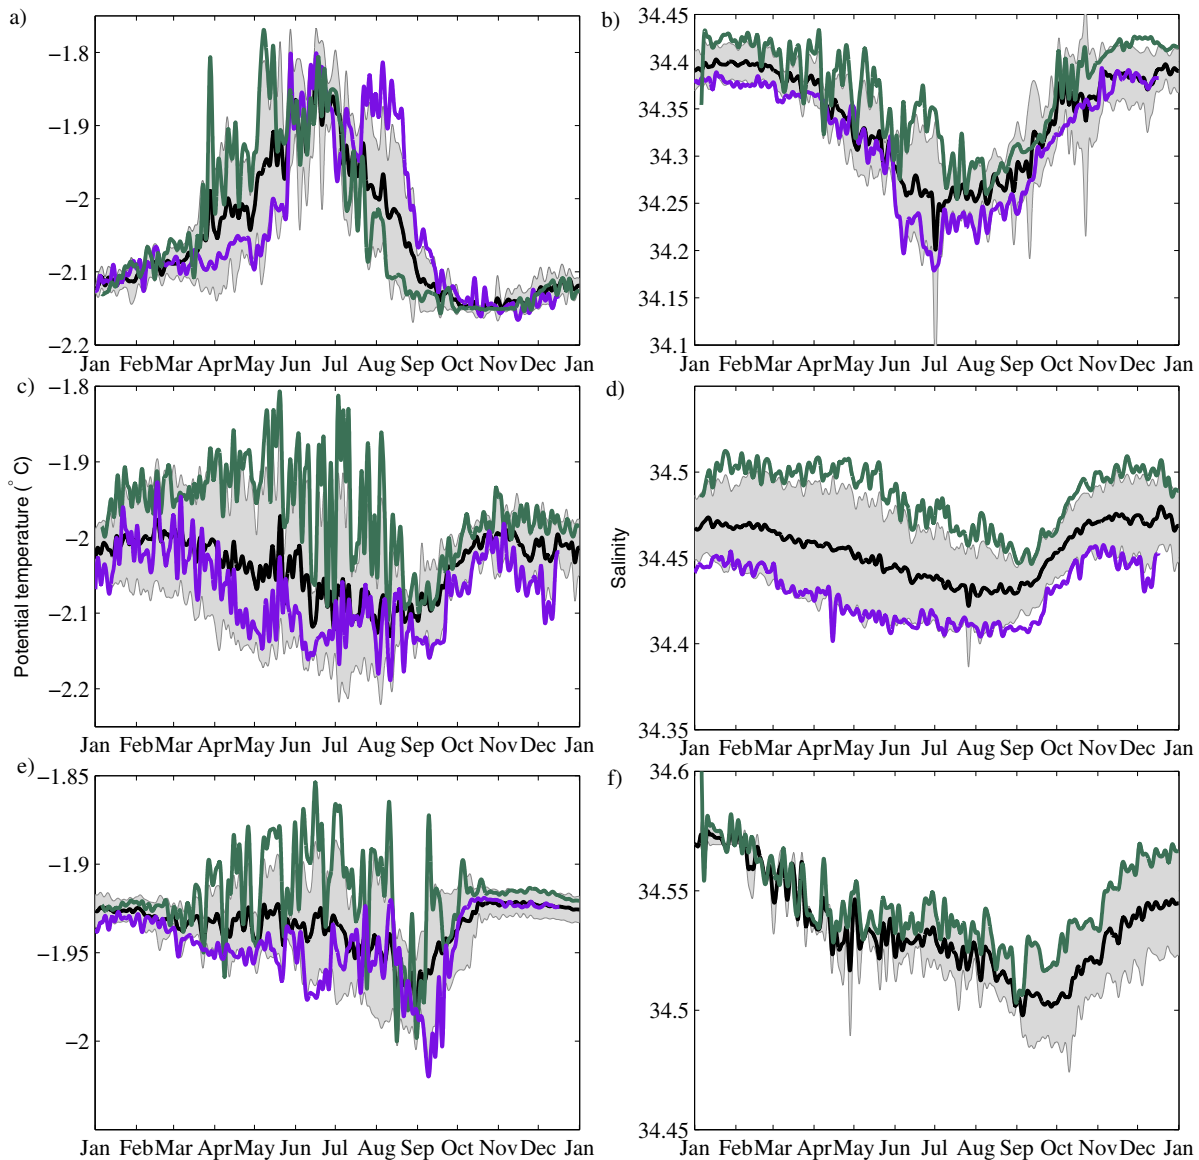 a)
−1.8
−1.9
−2
−2.1
−2.2
Jan Feb Mar Apr May Jun Jul Aug Sep Oct Nov Dec Jan
b)
34.45
34.4
34.35
34.3
34.25
34.2
34.15
34.1
Jan Feb Mar Apr May Jun Jul Aug Sep Oct Nov Dec Jan
c)
−1.8
−1.9
−2
−2.1
−2.2
Potential temperature (°C)
Jan Feb Mar Apr May Jun Jul Aug Sep Oct Nov Dec Jan
d)
34.5
34.45
34.4
34.35
Salinity
Jan Feb Mar Apr May Jun Jul Aug Sep Oct Nov Dec Jan
e)
−1.85
−1.9
−1.95
−2
Jan Feb Mar Apr May Jun Jul Aug Sep Oct Nov Dec Jan
f)
34.6
34.55
34.5
34.45
Jan Feb Mar Apr May Jun Jul Aug Sep Oct Nov Dec Jan